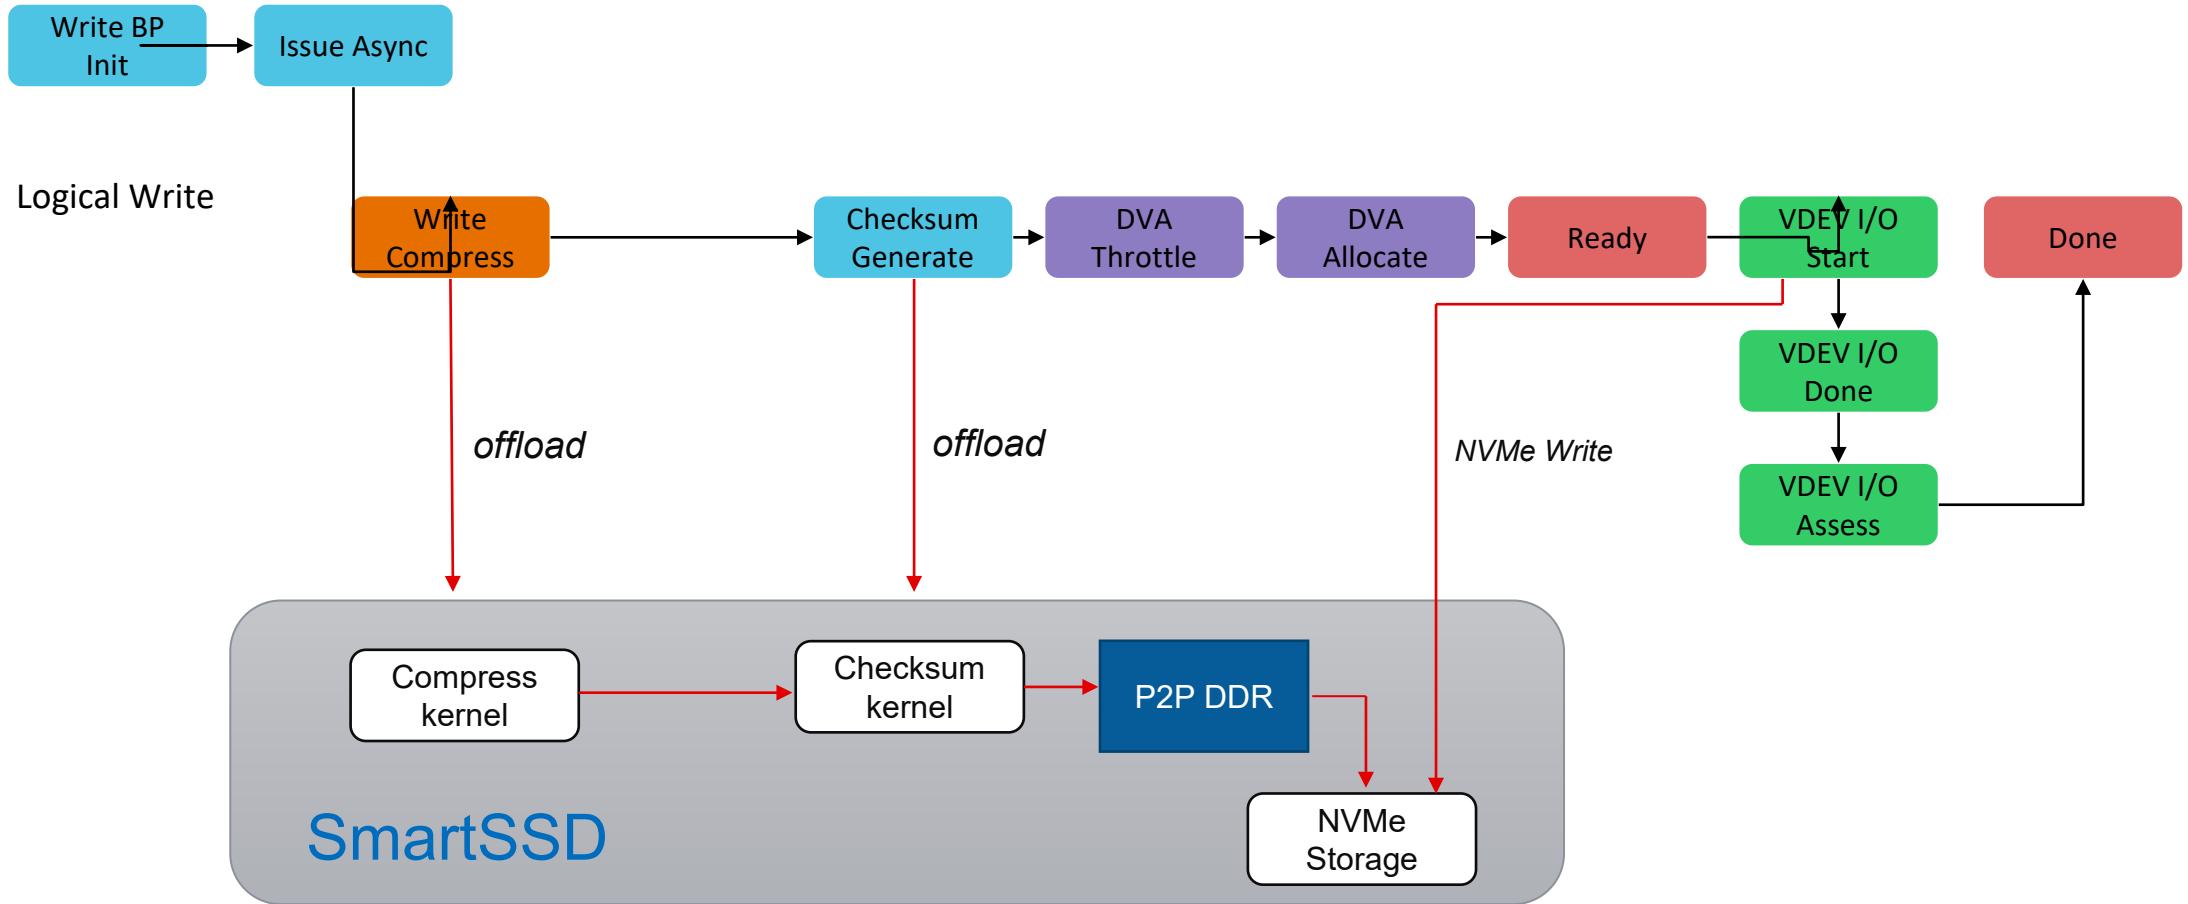 Write BP
Init
Issue Async
Logical Write
Write
Compress
Checksum
Generate
DVA
Throttle
DVA
Allocate
Ready
VDEV I/O
Start
Done
VDEV I/O
Done
VDEV I/O
Assess
offload
offload
NVMe Write
Compress
kernel
Checksum
kernel
P2P DDR
NVMe
Storage
SmartSSD